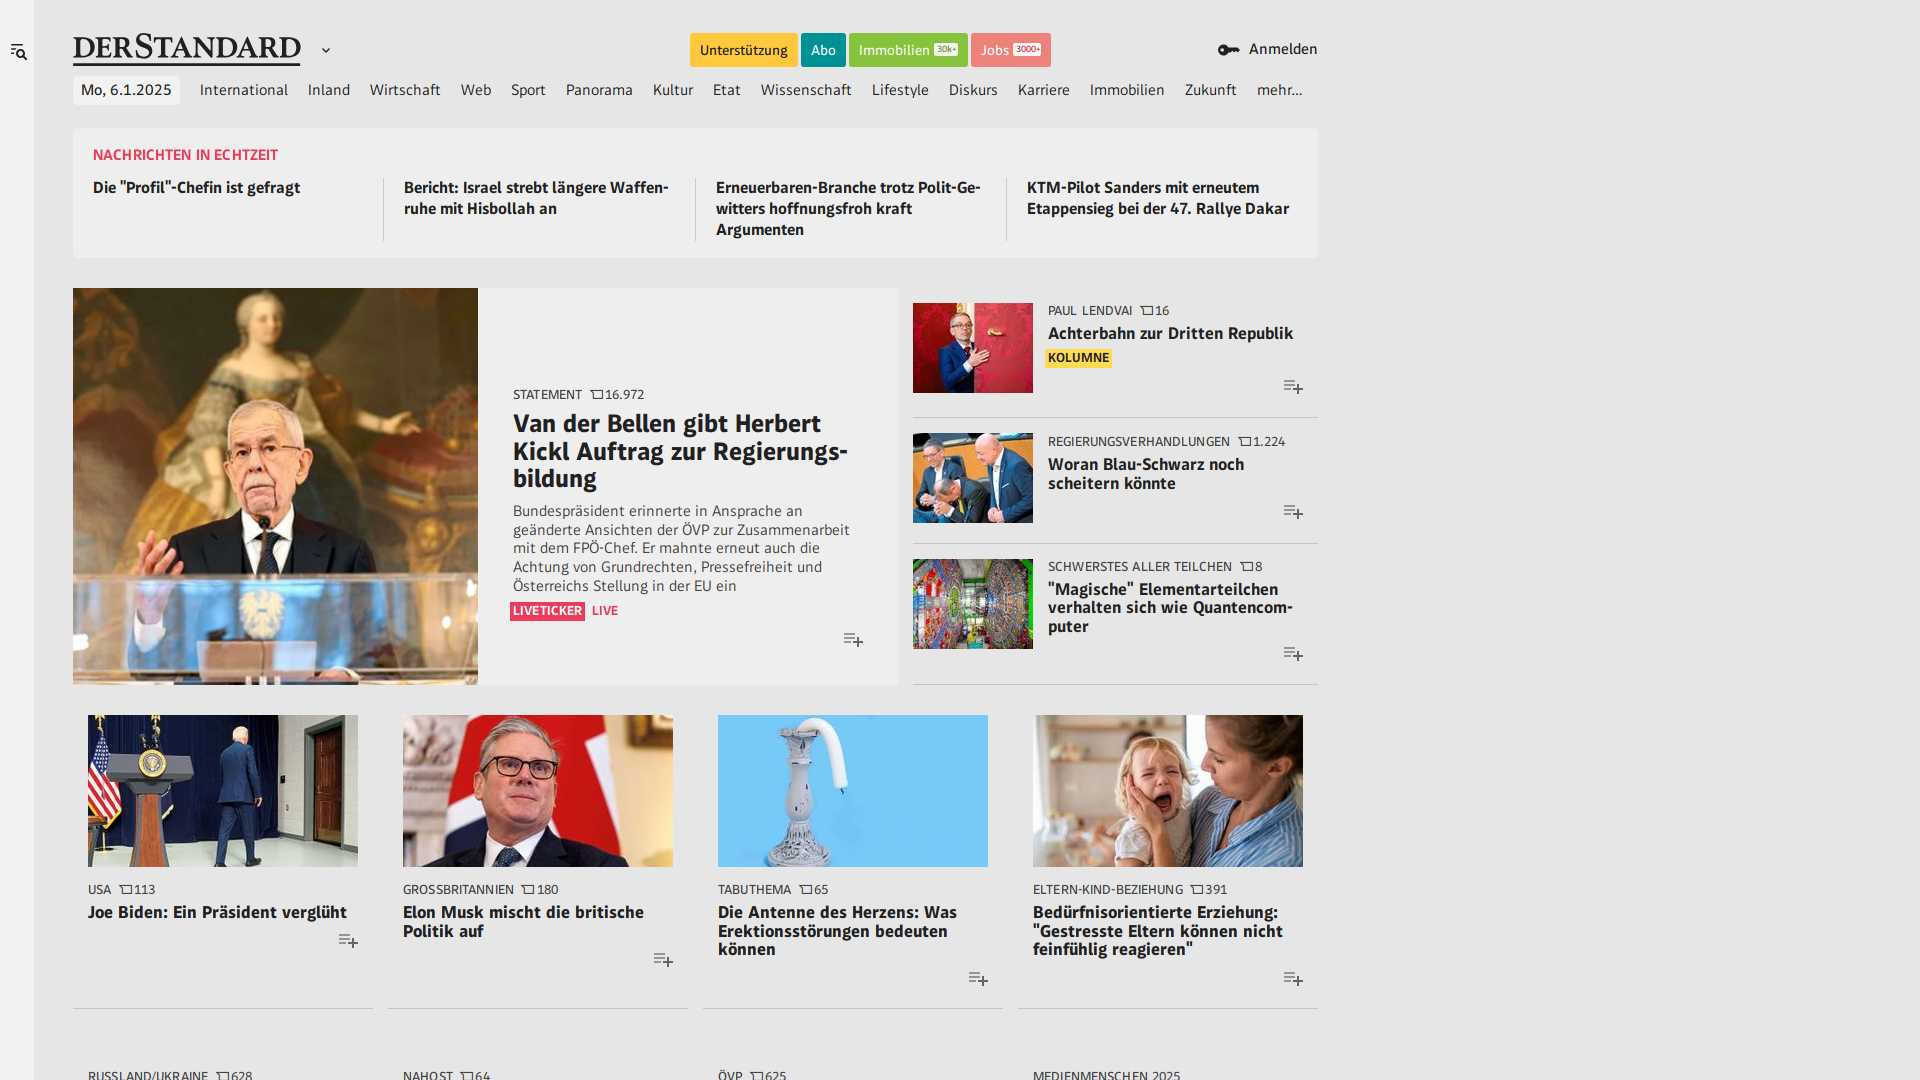 DERSTANDARD
Unterstützung
Abo
Immobilien 30k+
Jobs 3000+
Anmelden
Mo, 6.1.2025
International
Inland
Wirtschaft
Web
Sport
Panorama
Kultur
Etat
Wissenschaft
Lifestyle
Diskurs
Karriere
Immobilien
Zukunft
mehr...
NACHRICHTEN IN ECHTZEIT
Die "Profil"-Chefin ist gefragt
Bericht: Israel strebt längere Waffen-
ruhe mit Hisbollah an
Erneuerbaren-Branche trotz Polit-Ge-
witters hoffnungsfroh kraft
Argumenten
KTM-Pilot Sanders mit erneutem
Etappensieg bei der 47. Rallye Dakar
STATEMENT 16.972
Van der Bellen gibt Herbert
Kickl Auftrag zur Regierungs-
bildung
Bundespräsident erinnerte in Ansprache an
geänderte Ansichten der ÖVP zur Zusammenarbeit
mit dem FPÖ-Chef. Er mahnte erneut auch die
Achtung von Grundrechten, Pressefreiheit und
Österreichs Stellung in der EU ein
LIVETICKER LIVE
PAUL LENDVAI 16
Achterbahn zur Dritten Republik
KOLUMNE
REGIERUNGSVERHANDLUNGEN 1.224
Woran Blau-Schwarz noch
scheitern könnte
SCHWERSTES ALLER TEILCHEN 8
"Magische" Elementarteilchen
verhalten sich wie Quantencom-
puter
USA 113
Joe Biden: Ein Präsident verglüht
GROSSBRITANNIEN 180
Elon Musk mischt die britische
Politik auf
TABUTHEMA 65
Die Antenne des Herzens: Was
Erektionsstörungen bedeuten
können
ELTERN-KIND-BEZIEHUNG 391
Bedürfnisorientierte Erziehung:
"Gestresste Eltern können nicht
feinfühlig reagieren"
RUSSLAND/UKRAINE 628
NAHOST 64
ÖVP 625
MEDIENMENSCHEN 2025